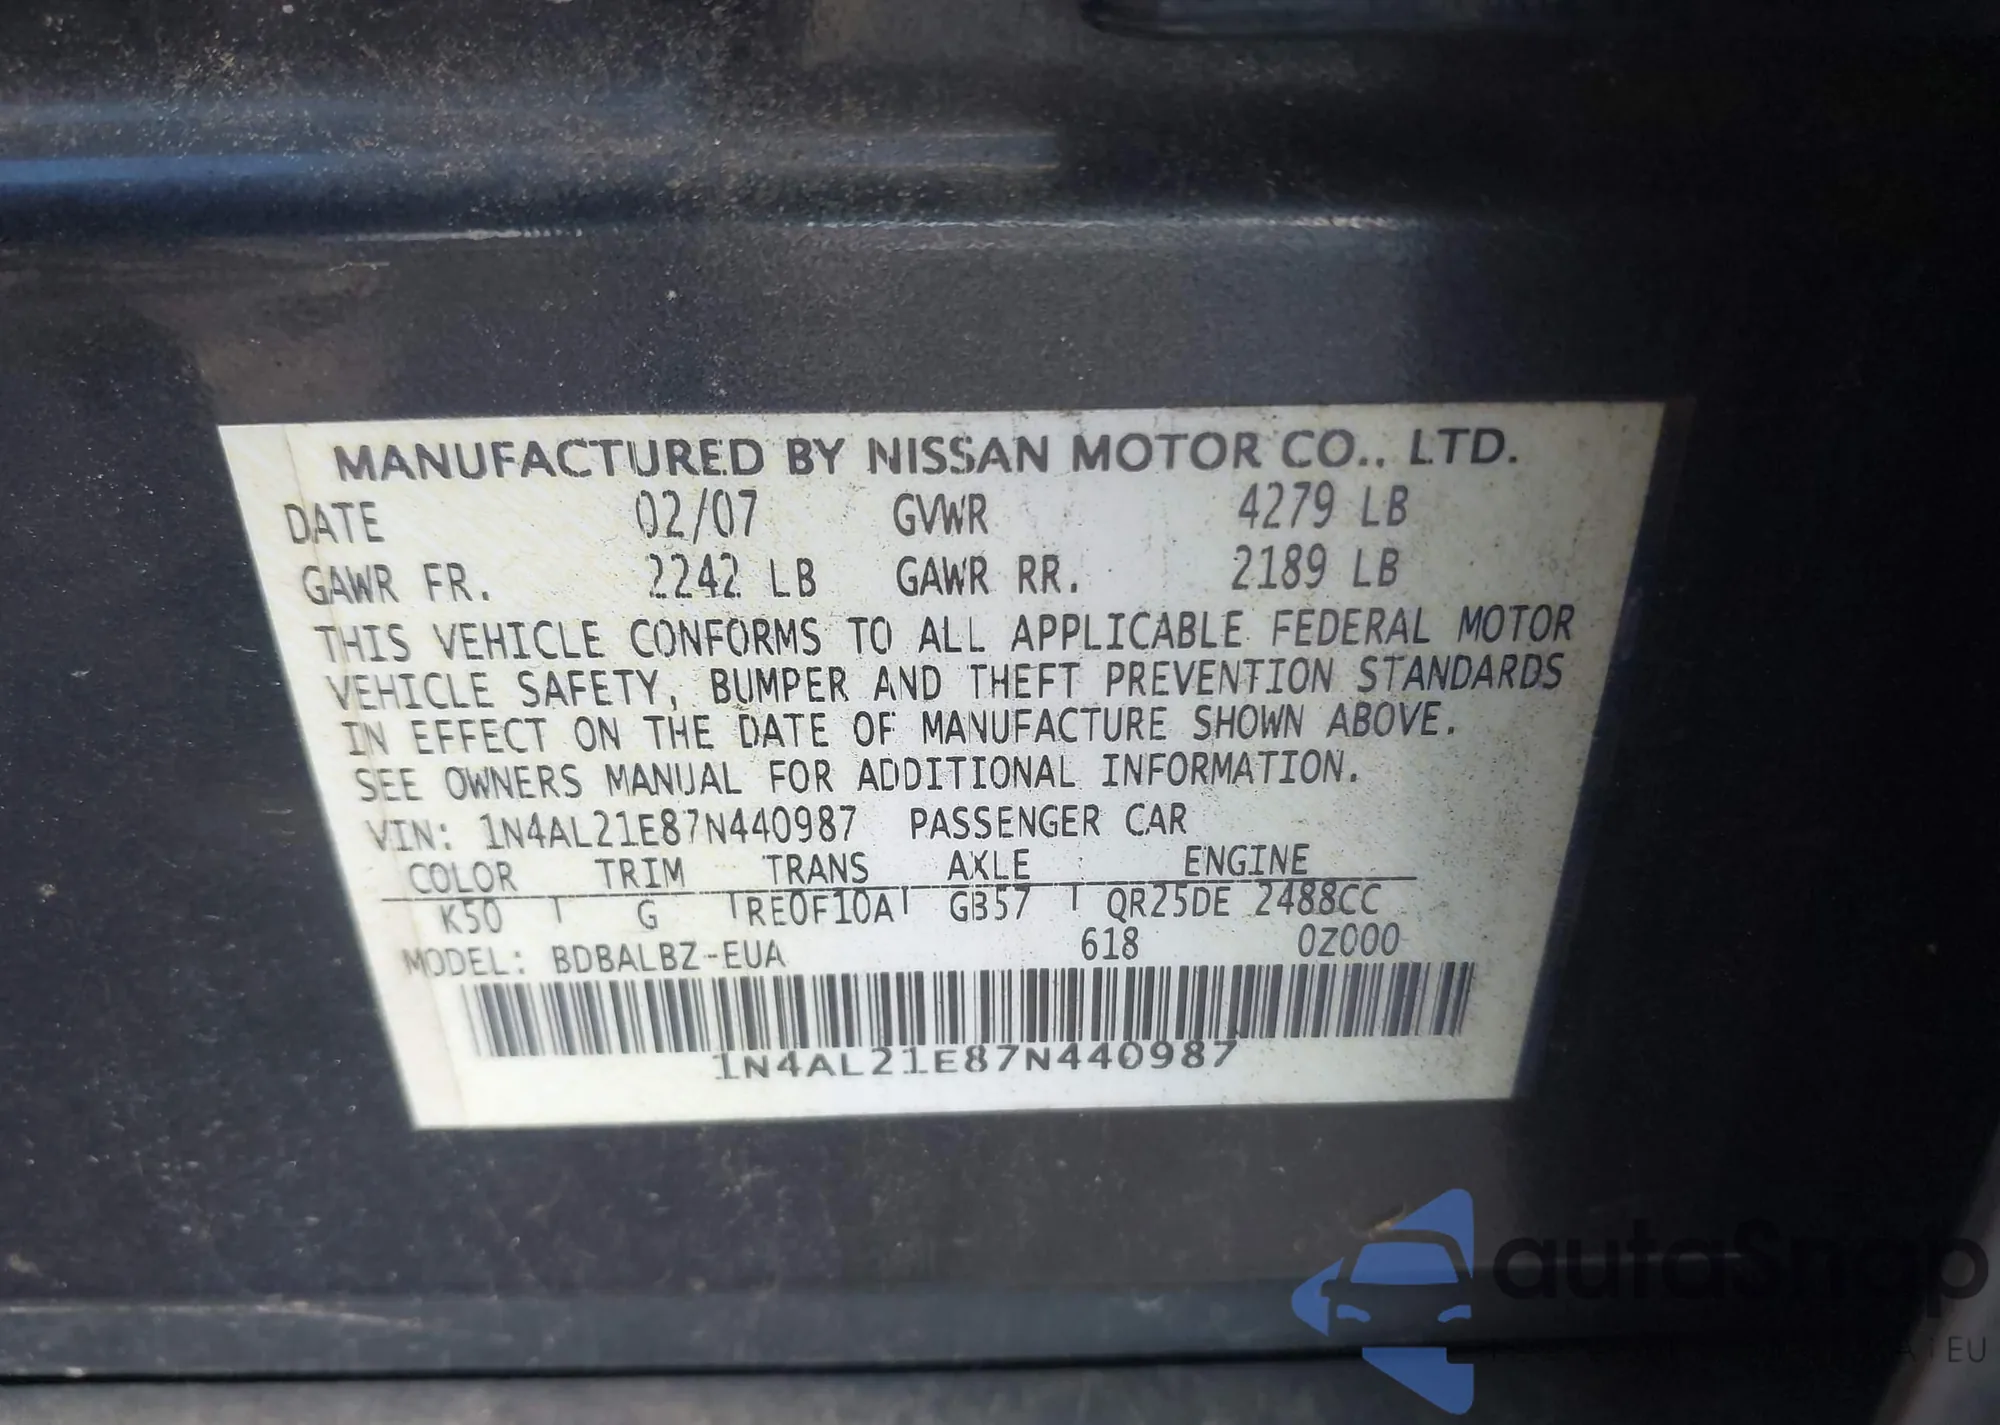 MANUFACTURED BY NISSAN MOTOR CO., LTD.
DATE 02/07 GVWR 4279 LB
GAWR FR. 2242 LB GAWR RR. 2189 LB
THIS VEHICLE CONFORMS TO ALL APPLICABLE FEDERAL MOTOR
VEHICLE SAFETY, BUMPER AND THEFT PREVENTION STANDARDS
IN EFFECT ON THE DATE OF MANUFACTURE SHOWN ABOVE.
SEE OWNERS MANUAL FOR ADDITIONAL INFORMATION.
VIN: 1N4AL21E87N440987 PASSENGER CAR
COLOR TRIM TRANS AXLE ENGINE
K50 G RE0F10A GB57 QR25DE 2488CC
MODEL: BDBALBZ-EUA 618 0Z000
1N4AL21E87N440987
autaSnap